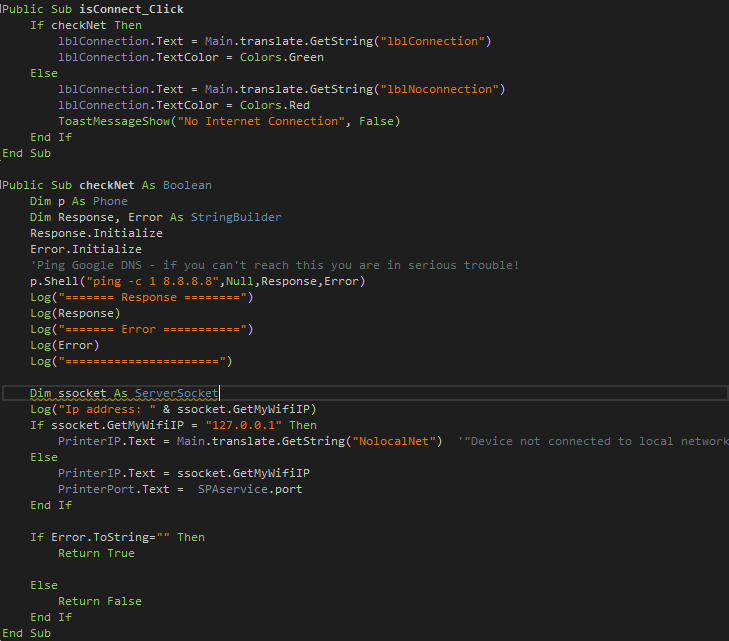 Public Sub isConnect_Click
    If checkNet Then
        lblConnection.Text = Main.translate.GetString("lblConnection")
        lblConnection.TextColor = Colors.Green
    Else
        lblConnection.Text = Main.translate.GetString("lblNoconnection")
        lblConnection.TextColor = Colors.Red
        ToastMessageShow("No Internet Connection", False)
    End If
End Sub
Public Sub checkNet As Boolean
    Dim p As Phone
    Dim Response, Error As StringBuilder
    Response.Initialize
    Error.Initialize
    'Ping Google DNS - if you can't reach this you are in serious trouble!
    p.Shell("ping -c 1 8.8.8.8",Null,Response,Error)
    Log("======= Response ========")
    Log(Response)
    Log("======= Error ===========")
    Log(Error)
    Log("======================")
    Dim ssocket As ServerSocket
    Log("Ip address: " & ssocket.GetMyWifiIP)
    If ssocket.GetMyWifiIP = "127.0.0.1" Then
        PrinterIP.Text = Main.translate.GetString("NolocalNet")  '"Device not connected to local network
    Else
        PrinterIP.Text = ssocket.GetMyWifiIP
        PrinterPort.Text =  SPAservice.port
    End If
    If Error.ToString="" Then
        Return True
    Else
        Return False
    End If
End Sub